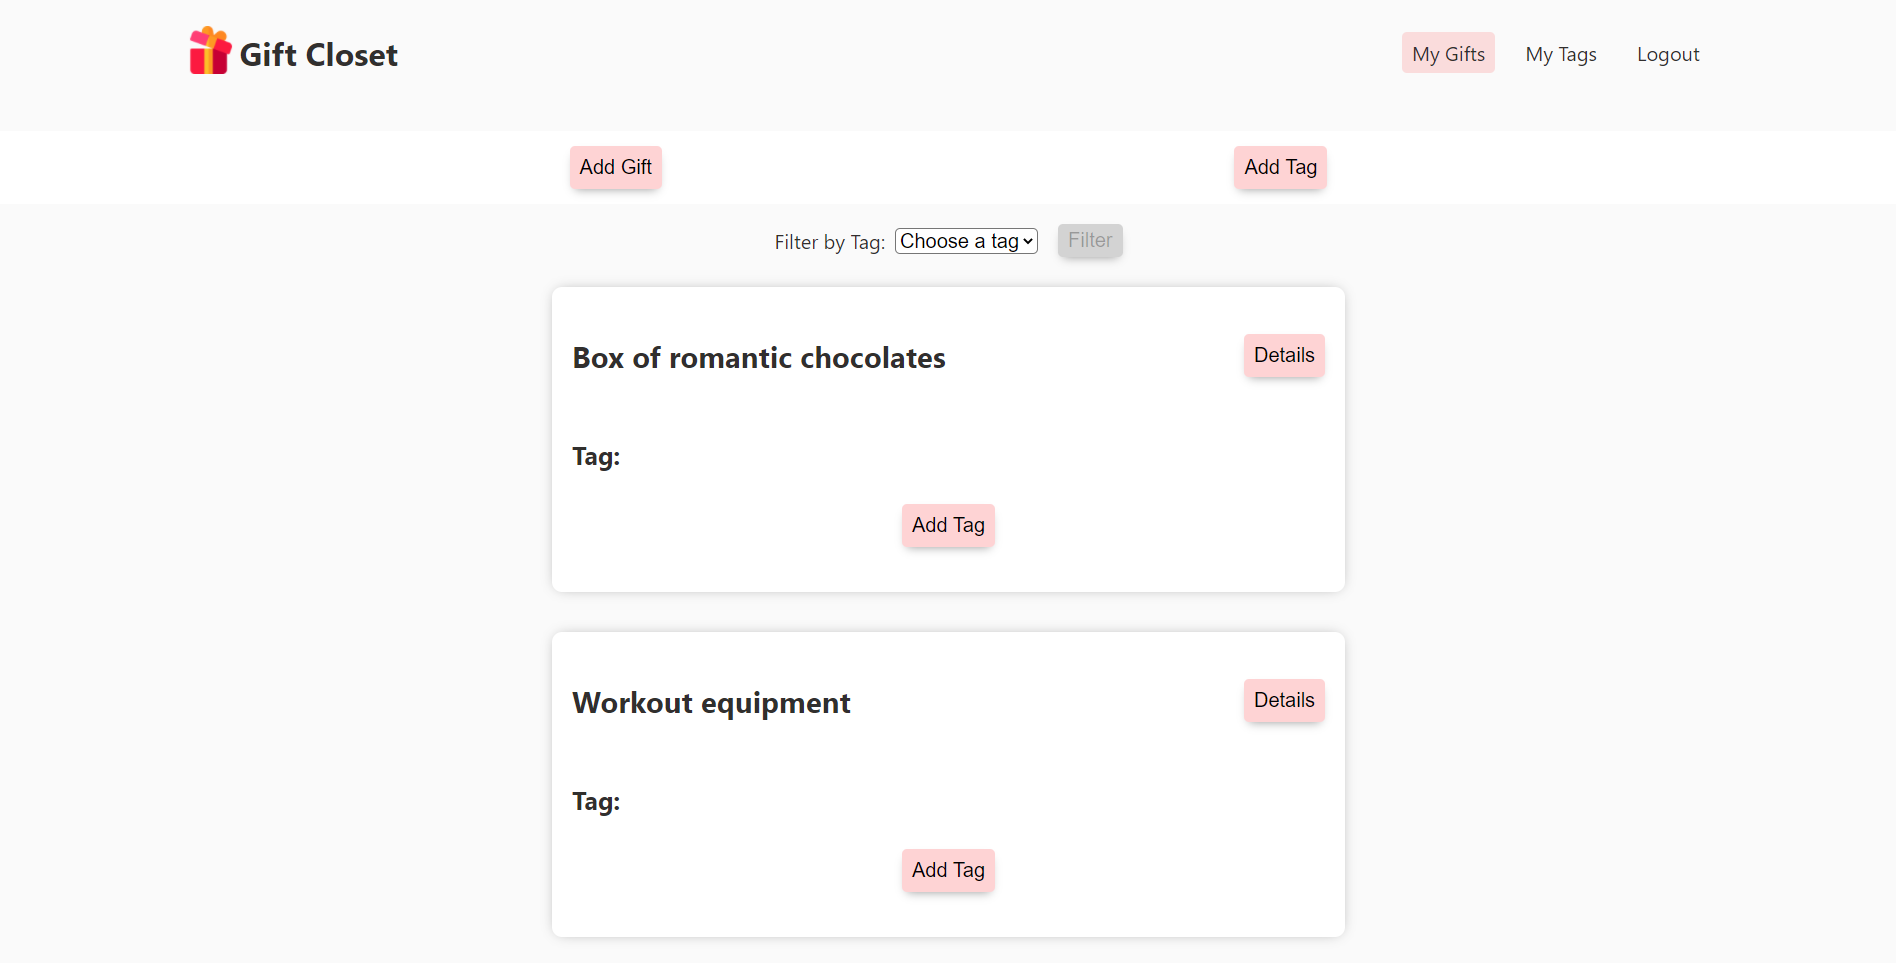 Gift Closet
My Gifts My Tags Logout
Add Gift Add Tag
Filter by Tag: Choose a tag Filter
Box of romantic chocolates Details
Tag:
Add Tag
Workout equipment Details
Tag:
Add Tag